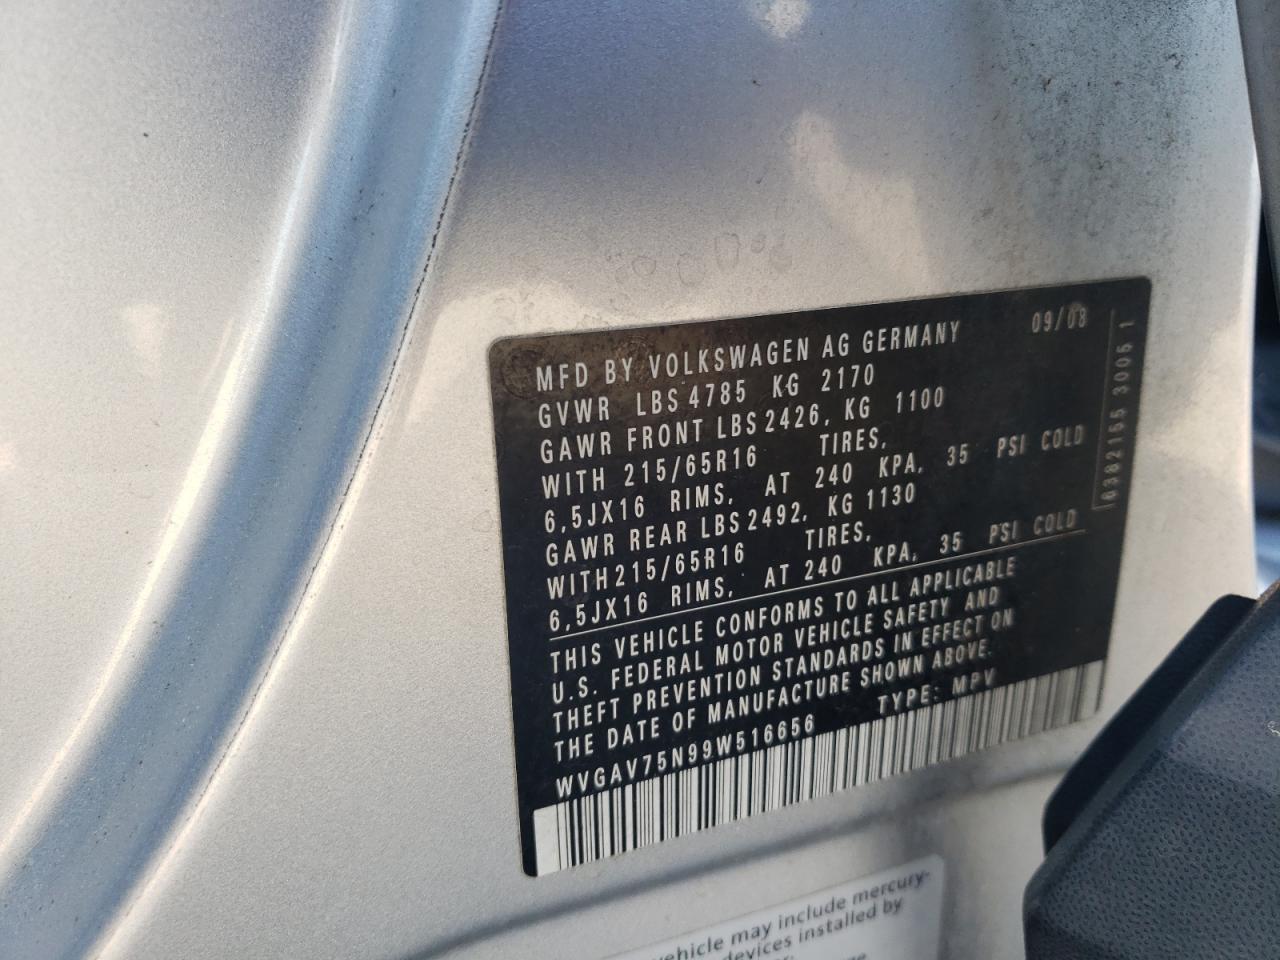 MFD BY VOLKSWAGEN AG GERMANY 09/08
GVWR LBS 4785 KG 2170
GAWR FRONT LBS 2426, KG 1100
WITH 215/65R16 TIRES,
6,5JX16 RIMS, AT 240 KPA, 35 PSI COLD
GAWR REAR LBS 2492, KG 1130
WITH 215/65R16 TIRES,
6,5JX16 RIMS, AT 240 KPA, 35 PSI COLD
THIS VEHICLE CONFORMS TO ALL APPLICABLE
U.S. FEDERAL MOTOR VEHICLE SAFETY AND
THEFT PREVENTION STANDARDS IN EFFECT ON
THE DATE OF MANUFACTURE SHOWN ABOVE.
WVGAV75N99W516656 TYPE: MPV
6382155 3005 1
vehicle may include mercury-
devices installed by